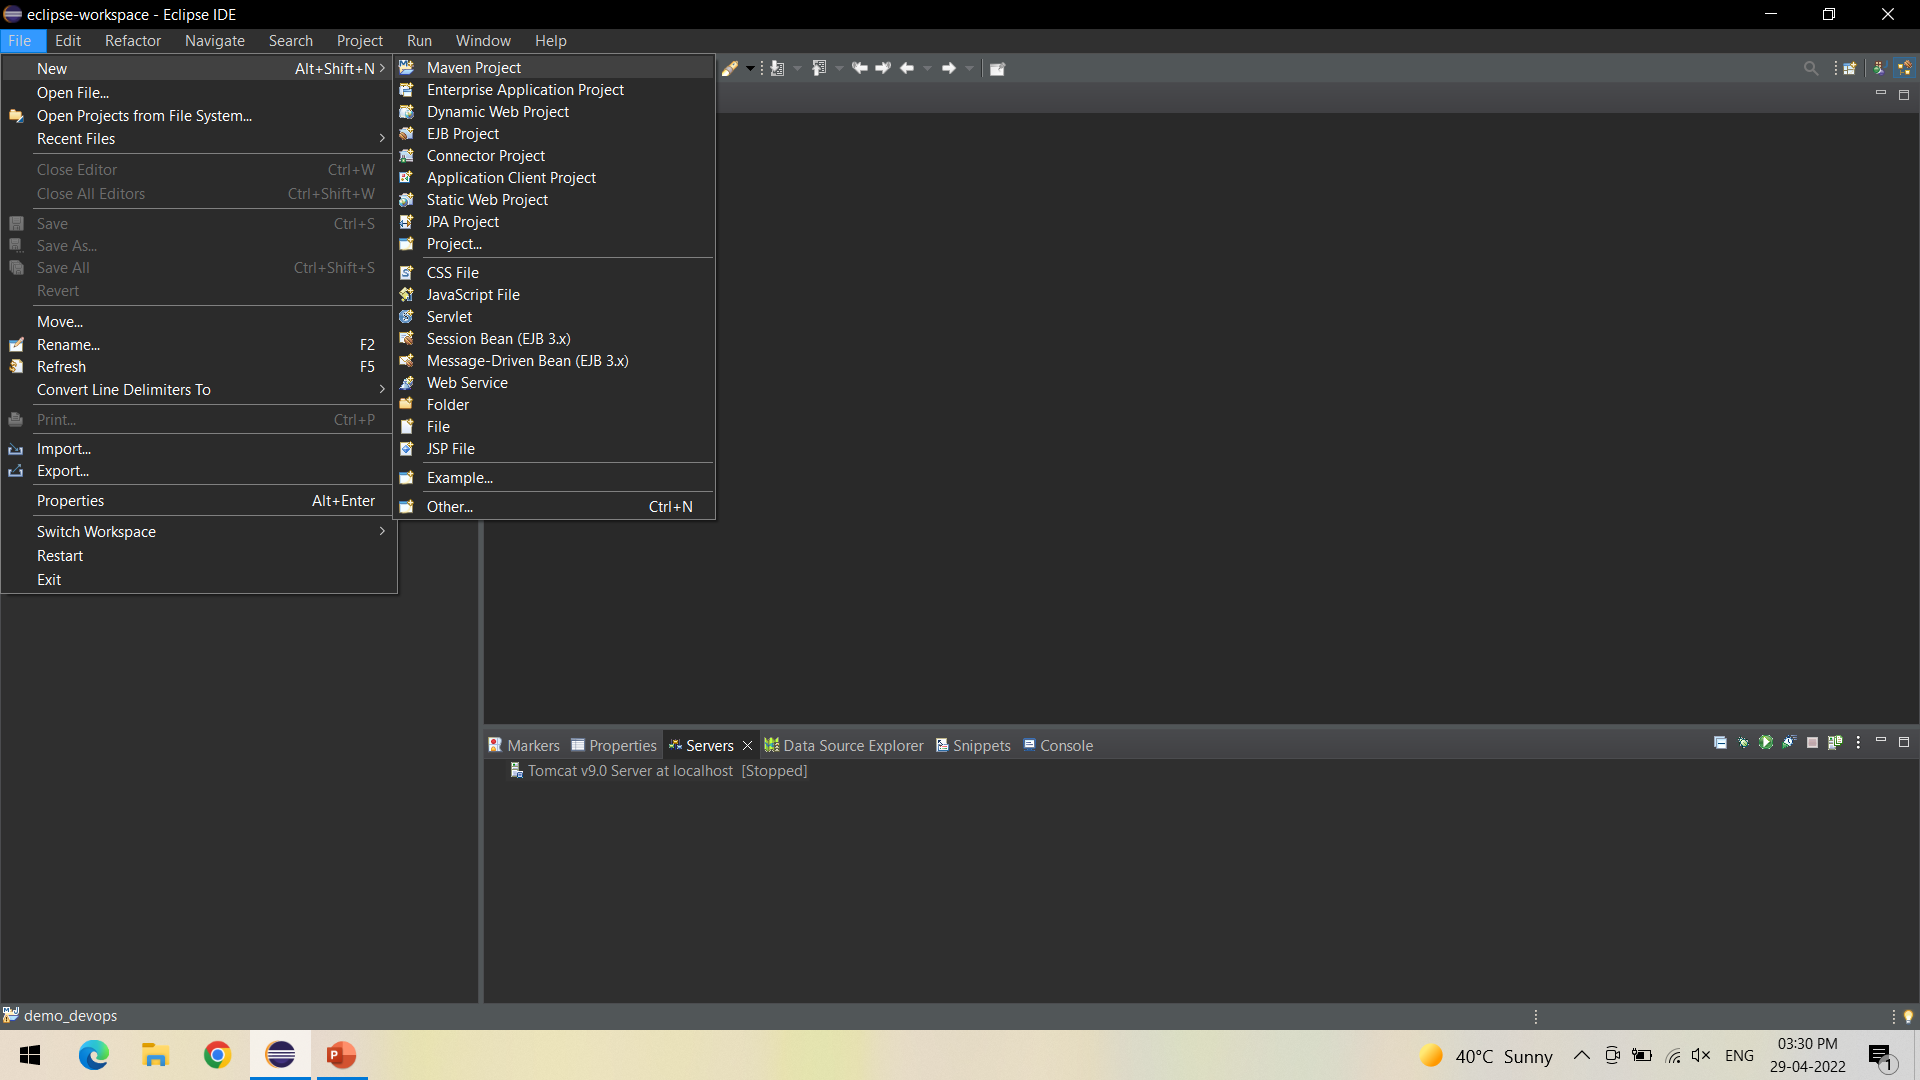 eclipse-workspace - Eclipse IDE
File Edit Refactor Navigate Search Project Run Window Help
New Alt+Shift+N
Open File...
Open Projects from File System...
Recent Files
Close Editor Ctrl+W
Close All Editors Ctrl+Shift+W
Save Ctrl+S
Save As...
Save All Ctrl+Shift+S
Revert
Move...
Rename... F2
Refresh F5
Convert Line Delimiters To
Print... Ctrl+P
Import...
Export...
Properties Alt+Enter
Switch Workspace
Restart
Exit
Maven Project
Enterprise Application Project
Dynamic Web Project
EJB Project
Connector Project
Application Client Project
Static Web Project
JPA Project
Project...
CSS File
JavaScript File
Servlet
Session Bean (EJB 3.x)
Message-Driven Bean (EJB 3.x)
Web Service
Folder
File
JSP File
Example...
Other... Ctrl+N
Markers Properties Servers Data Source Explorer Snippets Console
Tomcat v9.0 Server at localhost [Stopped]
demo_devops
40°C Sunny ENG 03:30 PM
29-04-2022 1